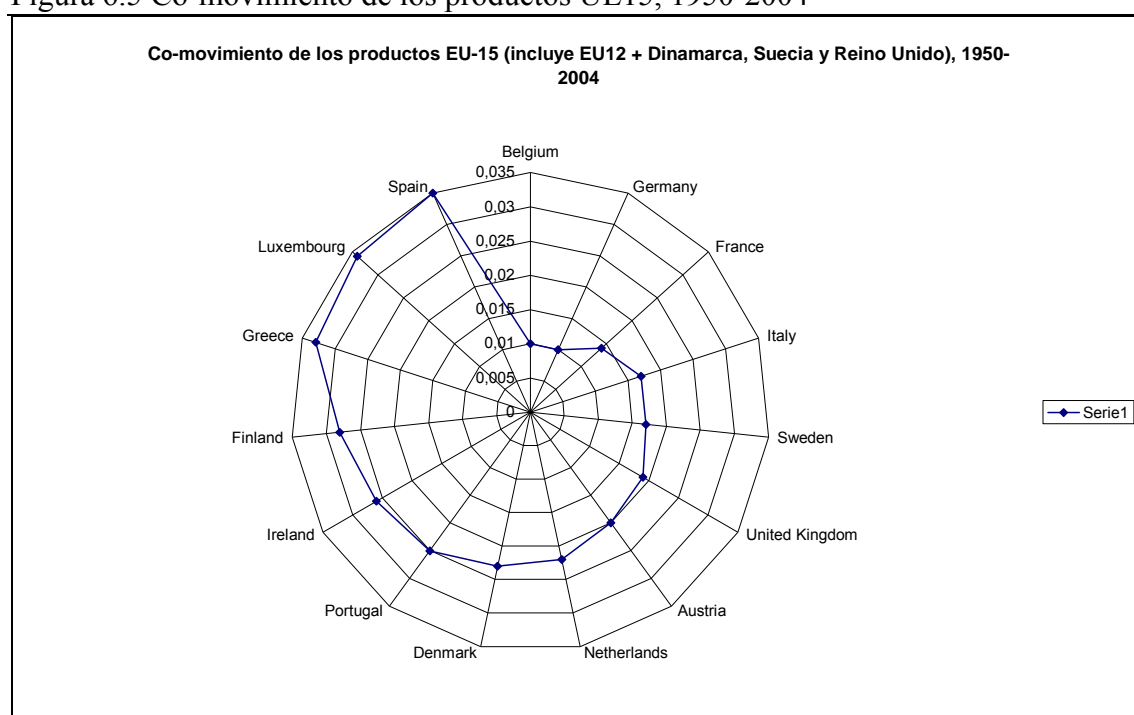 Figura 6.5 Co-movimiento de los productos UE15, 1950-2004
Co-movimiento de los productos EU-15 (incluye EU12 + Dinamarca, Suecia y Reino Unido), 1950-
2004
Belgium
0,035
Spain
Germany
0,03
0,025
Luxembourg
France
0,02
0,015
Greece
Italy
0,01
0,005
0
Serie1
Finland
Sweden
Ireland
United Kingdom
Portugal
Austria
Denmark
Netherlands